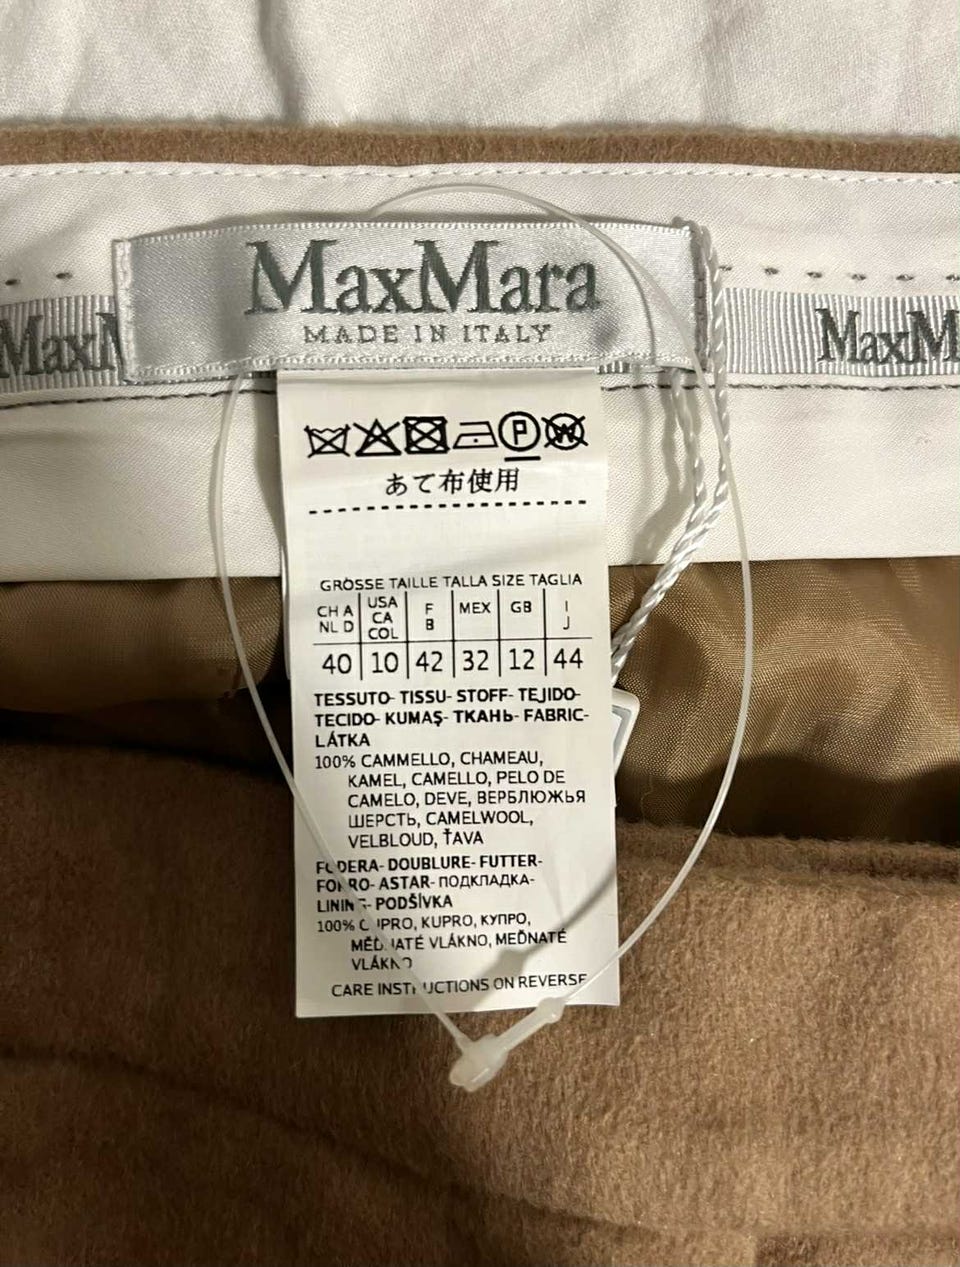 MaxMara
MADE IN ITALY
MaxM
MaxM
P
W
あて布使用
GRÖSSE TAILLE TALLA SIZE TAGLIA
CH A NL D USA CA COL F B MEX GB I J
40 10 42 32 12 44
TESSUTO- TISSU- STOFF- TEJIDO-
TECIDO- KUMAŞ- ТКАНЬ- FABRIC-
LÁTKA
100% CAMMELLO, CHAMEAU,
KAMEL, CAMELLO, PELO DE
CAMELO, DEVE, ВЕРБЛЮЖЬЯ
ШЕРСТЬ, CAMELWOOL,
VELBLOUD, ŤAVA
FODERA- DOUBLURE- FUTTER-
FORRO- ASTAR- ПОДКЛАДКА-
LINING- PODŠÍVKA
100% CUPRO, KUPRO, КУПРО,
MĚĎNATÉ VLÁKNO, MEĎNATÉ
VLÁKNO
CARE INSTRUCTIONS ON REVERSE